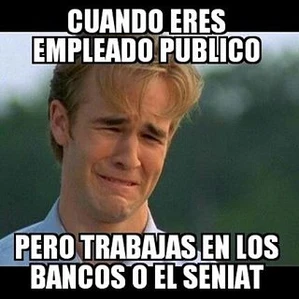 CUANDO ERES
EMPLEADO PUBLICO
PERO TRABAJAS EN LOS
BANCOS O EL SENIAT